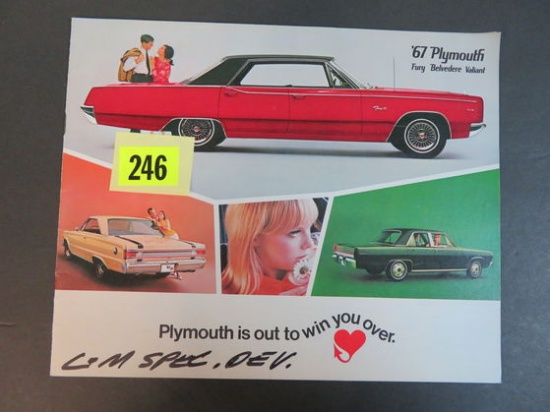 '67 Plymouth
Fury Belvedere Valiant
246
Plymouth is out to win you over.
L&M SPEC. DEV.